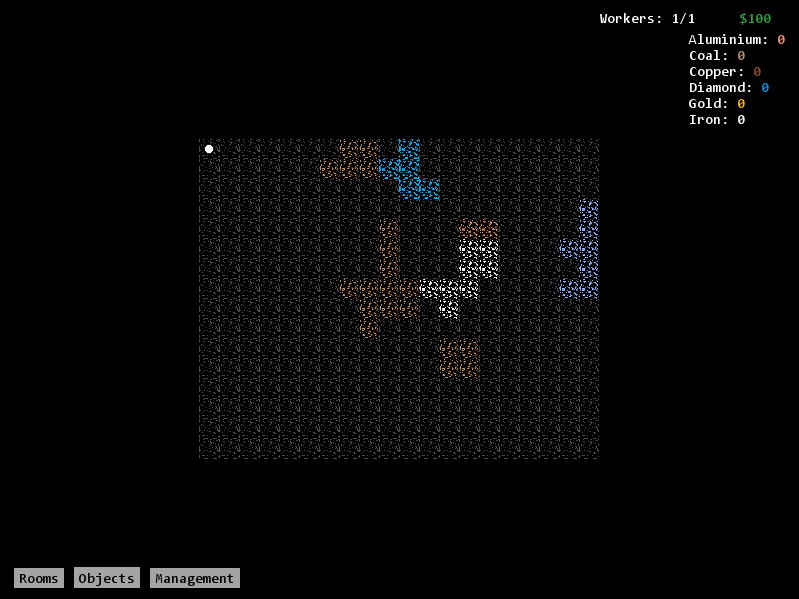 Workers: 1/1 $100
Aluminium: 0
Coal: 0
Copper: 0
Diamond: 0
Gold: 0
Iron: 0
Rooms Objects Management